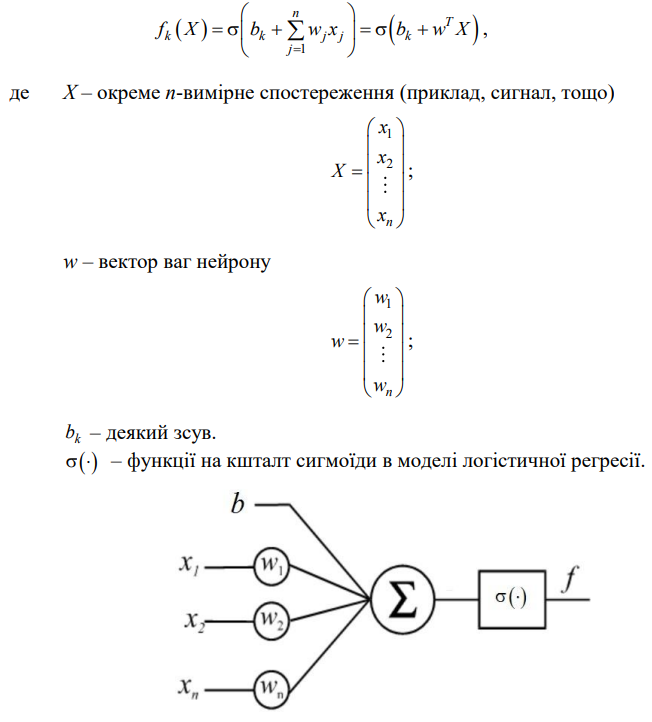 f_k(X) = σ(b_k + ∑_{j=1}^{n} w_j x_j) = σ(b_k + w^T X),
де X – окреме n-вимірне спостереження (приклад, сигнал, тощо)
X = (x_1
x_2
⋮
x_n);
w – вектор ваг нейрону
w = (w_1
w_2
⋮
w_n);
b_k – деякий зсув.
σ(·) – функції на кшталт сигмоїди в моделі логістичної регресії.
b
x_1 w_1
x_2 w_2
x_n w_n
Σ σ(·) f